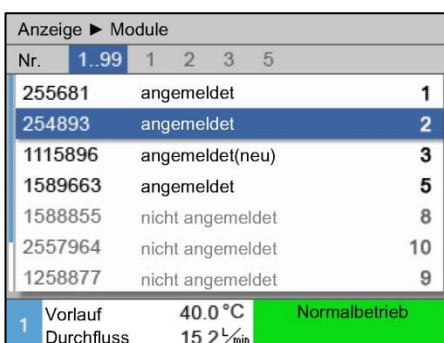 Anzeige ► Module
Nr. 1..99 1 2 3 5
255681 angemeldet 1
254893 angemeldet 2
1115896 angemeldet(neu) 3
1589663 angemeldet 5
1588855 nicht angemeldet 8
2557964 nicht angemeldet 10
1258877 nicht angemeldet 9
1 Vorlauf 40.0 °C Normalbetrieb
Durchfluss 15.2 L/min